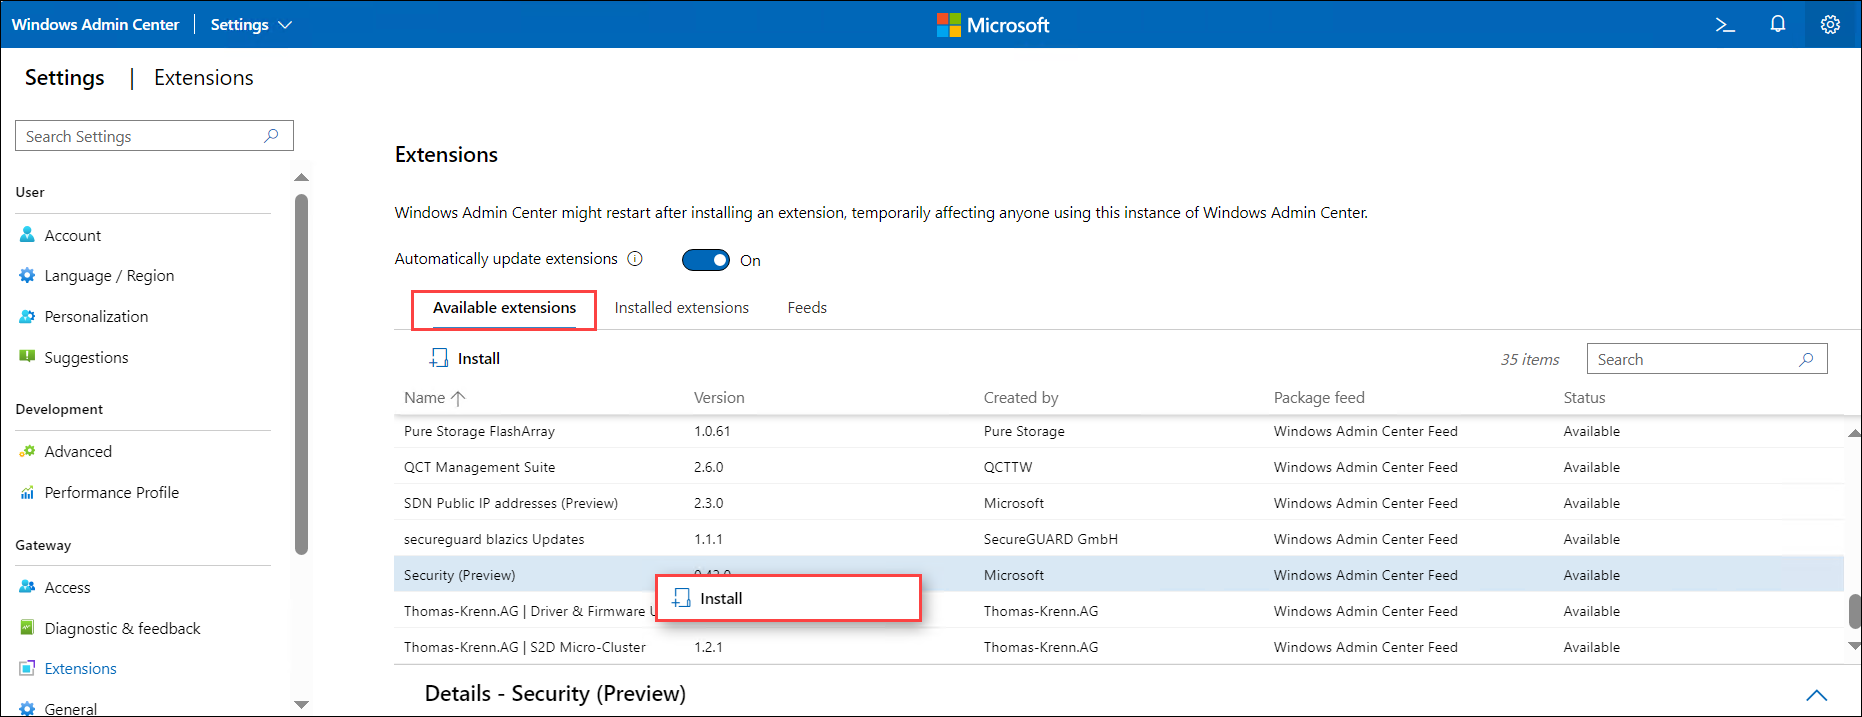 Windows Admin Center Settings Microsoft
Settings | Extensions
Search Settings
User
Account
Language / Region
Personalization
Suggestions
Development
Advanced
Performance Profile
Gateway
Access
Diagnostic & feedback
Extensions
General
Extensions
Windows Admin Center might restart after installing an extension, temporarily affecting anyone using this instance of Windows Admin Center.
Automatically update extensions On
Available extensions Installed extensions Feeds
Install 35 items Search
Name Version Created by Package feed Status
Pure Storage FlashArray 1.0.61 Pure Storage Windows Admin Center Feed Available
QCT Management Suite 2.6.0 QCTTW Windows Admin Center Feed Available
SDN Public IP addresses (Preview) 2.3.0 Microsoft Windows Admin Center Feed Available
secureguard blazics Updates 1.1.1 SecureGUARD GmbH Windows Admin Center Feed Available
Security (Preview) Microsoft Windows Admin Center Feed Available
Install
Thomas-Krenn.AG | Driver & Firmware Thomas-Krenn.AG Windows Admin Center Feed Available
Thomas-Krenn.AG | S2D Micro-Cluster 1.2.1 Thomas-Krenn.AG Windows Admin Center Feed Available
Details - Security (Preview)